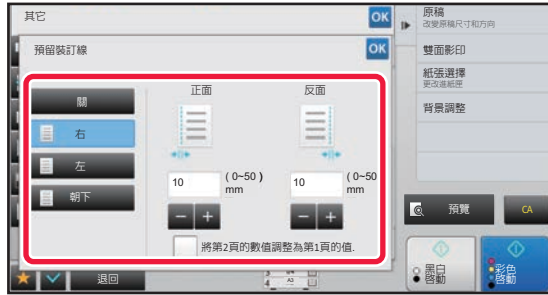 其它
OK
預留裝訂線
OK
關
右
左
朝下
正面
反面
10
( 0~50 )
mm
10
( 0~50
mm
將第2頁的數值調整為第1頁的值.
退回
原稿
改變原稿尺寸和方向
雙面影印
紙張選擇
更改進紙匣
背景調整
預覽
CA
黑白
啓動
彩色
啓動